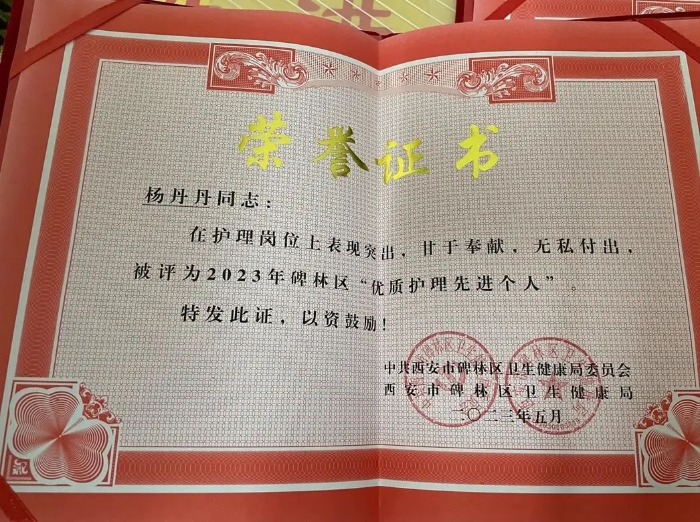 荣誉证书
杨丹丹同志：
在护理岗位上表现突出，甘于奉献，无私付出，
被评为2023年碑林区“优质护理先进个人”。
特发此证，以资鼓励！
中共西安市碑林区卫生健康局委员会
西安市碑林区卫生健康局
二〇二三年五月